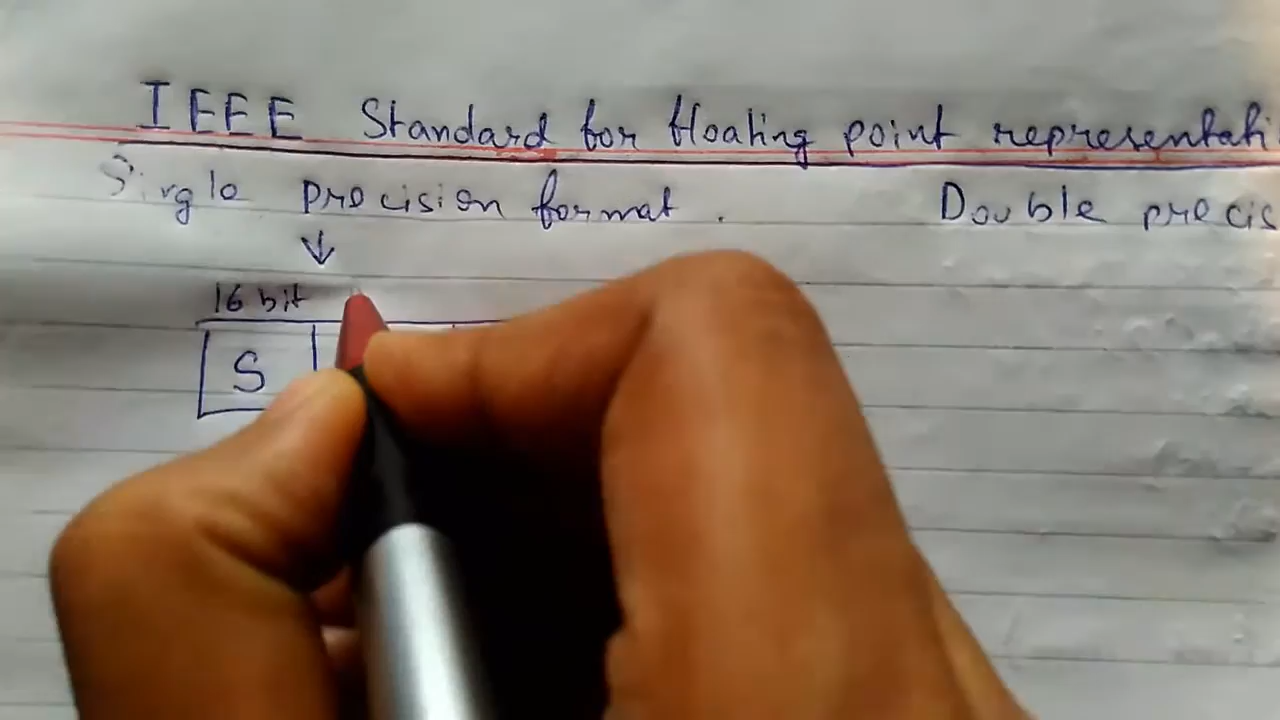 IEEE Standard for floating point representati
Single precision format . Double precis
16 bit
S